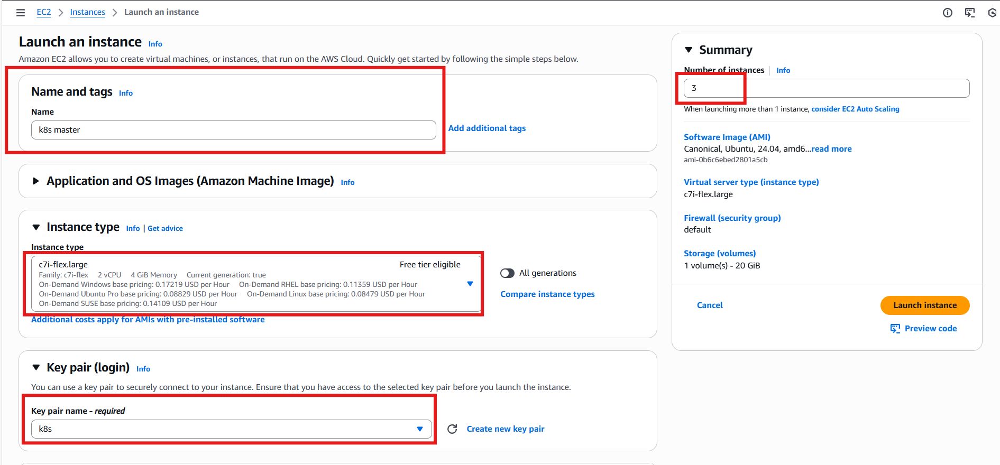 EC2 > Instances > Launch an instance
Launch an instance Info
Amazon EC2 allows you to create virtual machines, or instances, that run on the AWS Cloud. Quickly get started by following the simple steps below.
Name and tags Info
Name
k8s master
Add additional tags
Application and OS Images (Amazon Machine Image) Info
Instance type Info | Get advice
Instance type
c7i-flex.large Free tier eligible
Family: c7i-flex 2 vCPU 4 GiB Memory Current generation: true
On-Demand Windows base pricing: 0.17219 USD per Hour On-Demand RHEL base pricing: 0.11359 USD per Hour
On-Demand Ubuntu Pro base pricing: 0.08829 USD per Hour On-Demand Linux base pricing: 0.08479 USD per Hour
On-Demand SUSE base pricing: 0.14109 USD per Hour
All generations
Compare instance types
Additional costs apply for AMIs with pre-installed software
Key pair (login) Info
You can use a key pair to securely connect to your instance. Ensure that you have access to the selected key pair before you launch the instance.
Key pair name - required
k8s
Create new key pair
Summary
Number of instances Info
3
When launching more than 1 instance, consider EC2 Auto Scaling
Software Image (AMI)
Canonical, Ubuntu, 24.04, amd6...read more
ami-0b6c6ebed2801a5cb
Virtual server type (instance type)
c7i-flex.large
Firewall (security group)
default
Storage (volumes)
1 volume(s) - 20 GiB
Cancel
Launch instance
Preview code